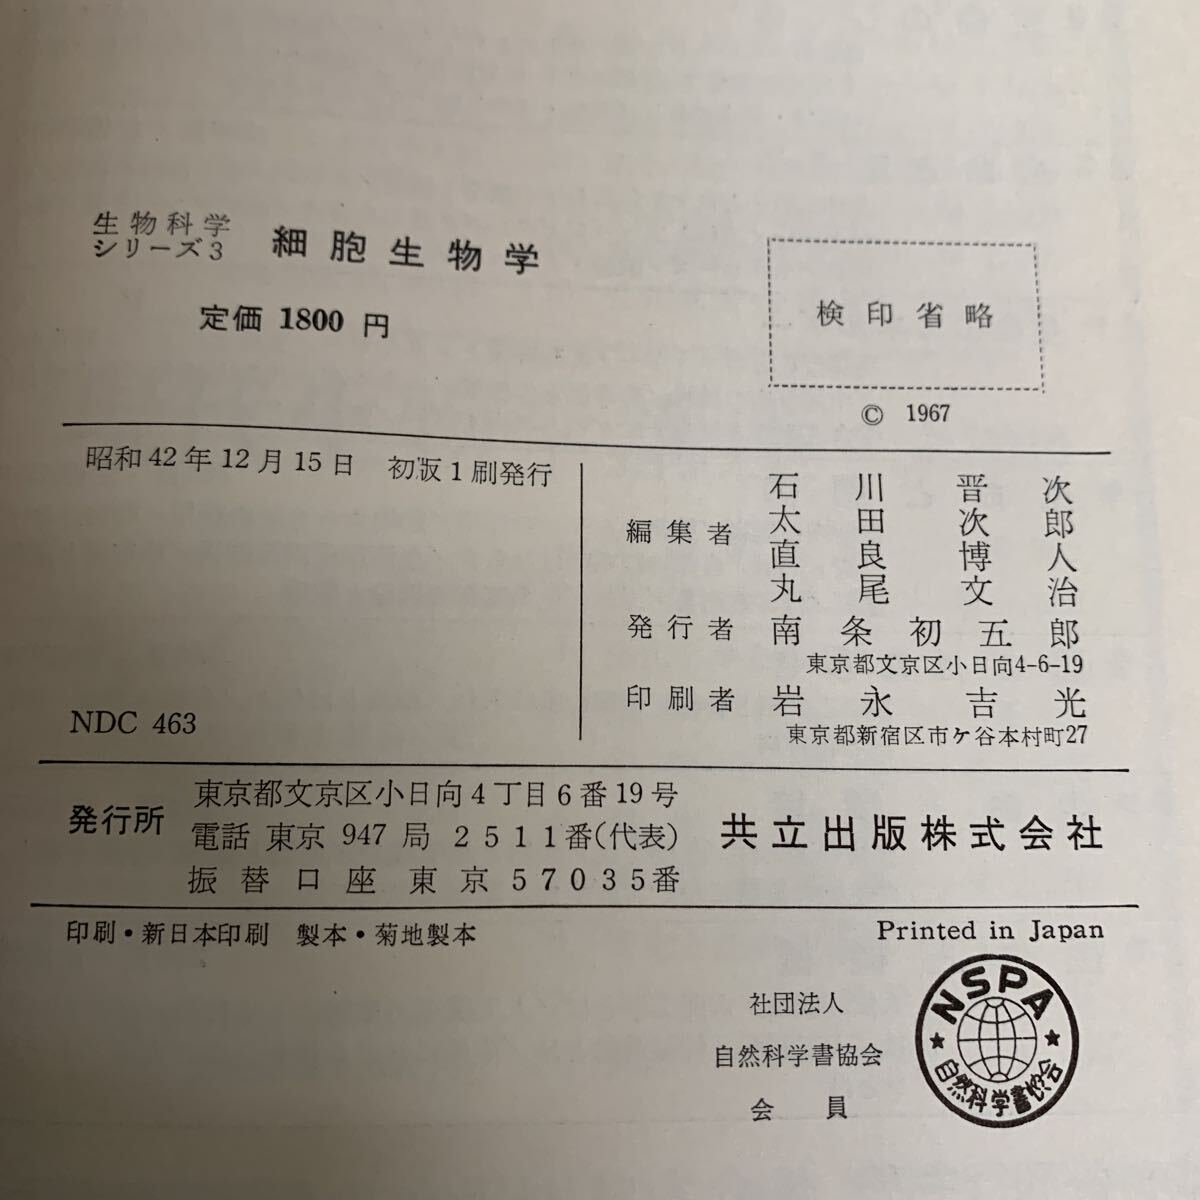 生物科学
シリーズ3
細胞生物学
定価 1800 円
検印省略
© 1967
昭和42年12月15日 初版1刷発行
編集者
石川晋次
太田次郎
直良博人
丸尾文治
発行者 南条初五郎
東京都文京区小日向4-6-19
印刷者 岩永吉光
東京都新宿区市ケ谷本村町27
NDC 463
発行所
東京都文京区小日向4丁目6番19号
電話 東京 947 局 2511番(代表)
振替口座 東京 57035番
共立出版株式会社
印刷・新日本印刷 製本・菊地製本
Printed in Japan
社団法人
自然科学書協会
会員
NSPA
自然科学書協会